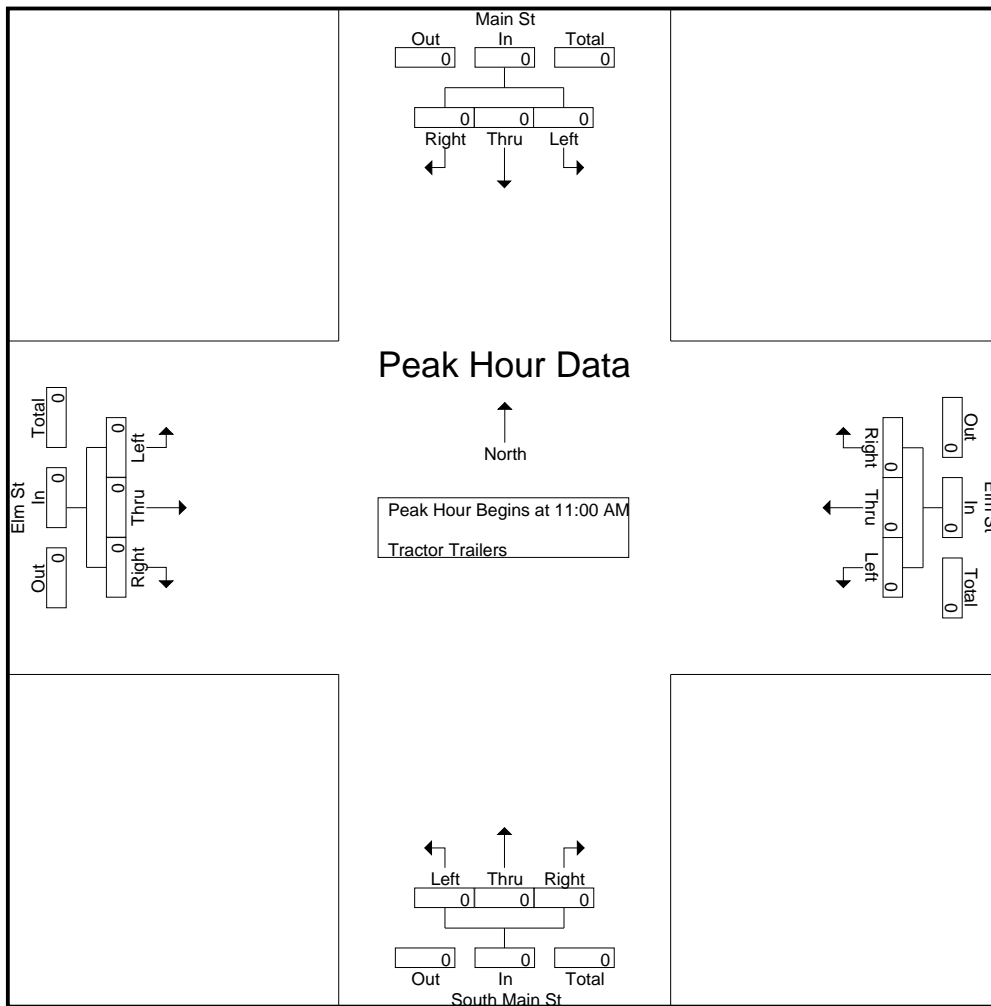 Main St
Out In Total
0 0 0
0 0 0
Right Thru Left
Peak Hour Data
North
Peak Hour Begins at 11:00 AM
Tractor Trailers
Elm St
Total In Out
0 0 0
0 0 0
Left Thru Right
Elm St
Out In Total
0 0 0
0 0 0
Right Thru Left
Left Thru Right
0 0 0
0 0 0
Out In Total
South Main St